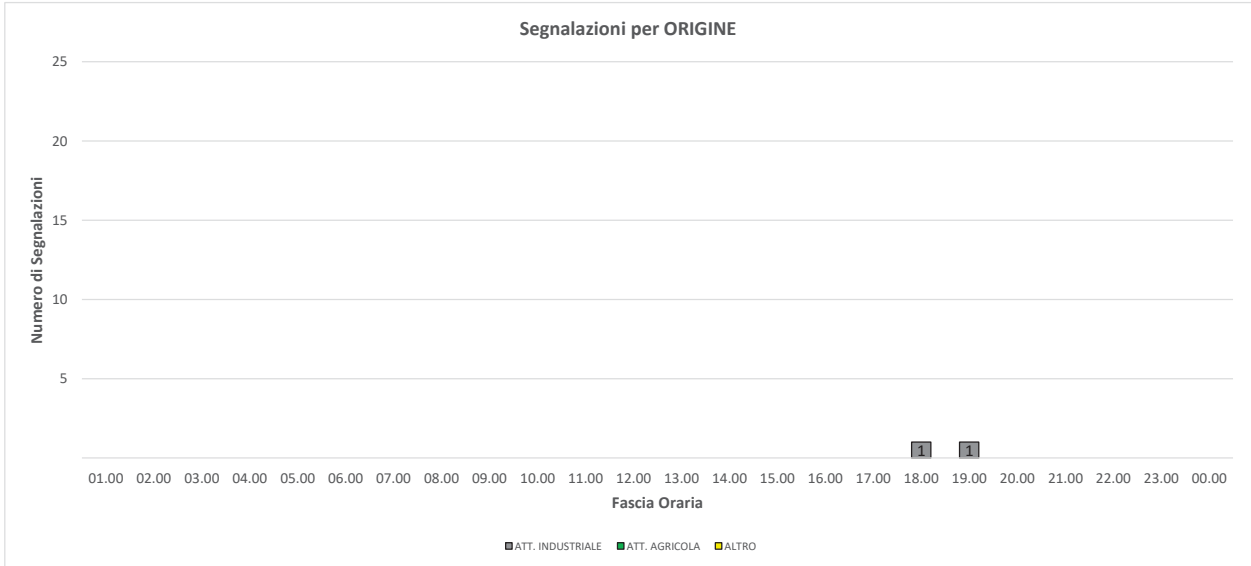 Segnalazioni per ORIGINE
25
20
15
10
5
Numero di Segnalazioni
1 1
01.00 02.00 03.00 04.00 05.00 06.00 07.00 08.00 09.00 10.00 11.00 12.00 13.00 14.00 15.00 16.00 17.00 18.00 19.00 20.00 21.00 22.00 23.00 00.00
Fascia Oraria
ATT. INDUSTRIALE ATT. AGRICOLA ALTRO